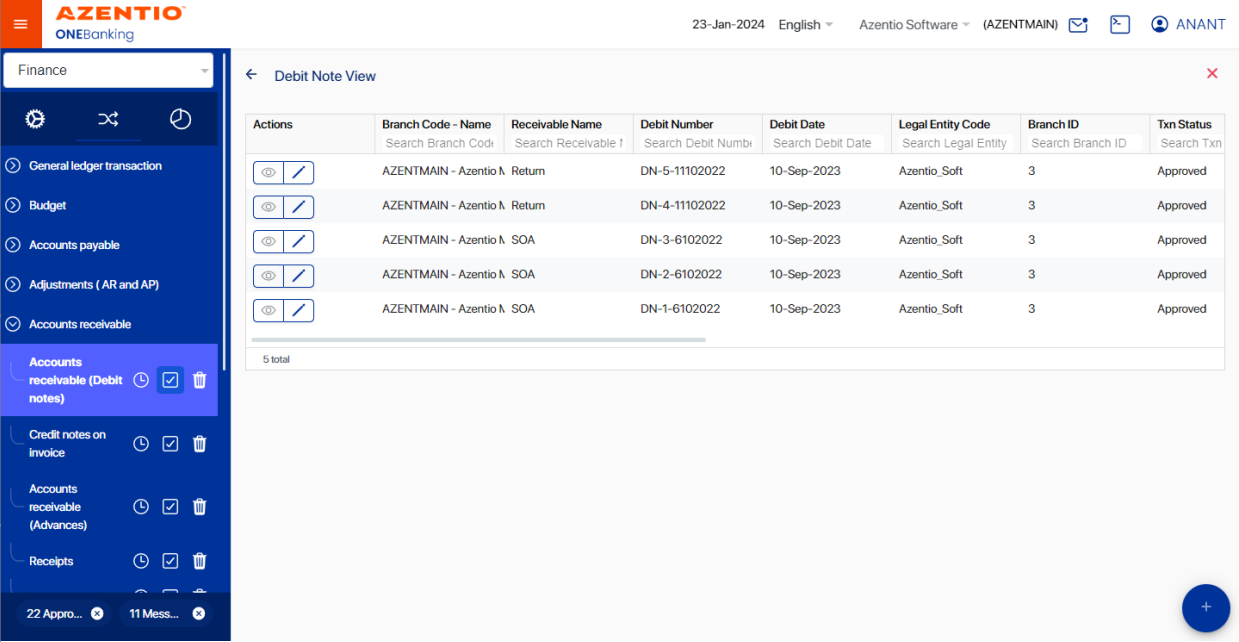 AZENTIO
ONEBanking
23-Jan-2024 English Azentio Software (AZENTMAIN) ANANT
Finance
General ledger transaction
Budget
Accounts payable
Adjustments ( AR and AP)
Accounts receivable
Accounts
receivable (Debit
notes)
Credit notes on
invoice
Accounts
receivable
(Advances)
Receipts
22 Appro... 11 Mess...
Debit Note View
Actions Branch Code - Name Receivable Name Debit Number Debit Date Legal Entity Code Branch ID Txn Status
Search Branch Code Search Receivable N Search Debit Numbe Search Debit Date Search Legal Entity Search Branch ID Search Txn
AZENTMAIN - Azentio M Return DN-5-11102022 10-Sep-2023 Azentio_Soft 3 Approved
AZENTMAIN - Azentio M Return DN-4-11102022 10-Sep-2023 Azentio_Soft 3 Approved
AZENTMAIN - Azentio M SOA DN-3-6102022 10-Sep-2023 Azentio_Soft 3 Approved
AZENTMAIN - Azentio M SOA DN-2-6102022 10-Sep-2023 Azentio_Soft 3 Approved
AZENTMAIN - Azentio M SOA DN-1-6102022 10-Sep-2023 Azentio_Soft 3 Approved
5 total